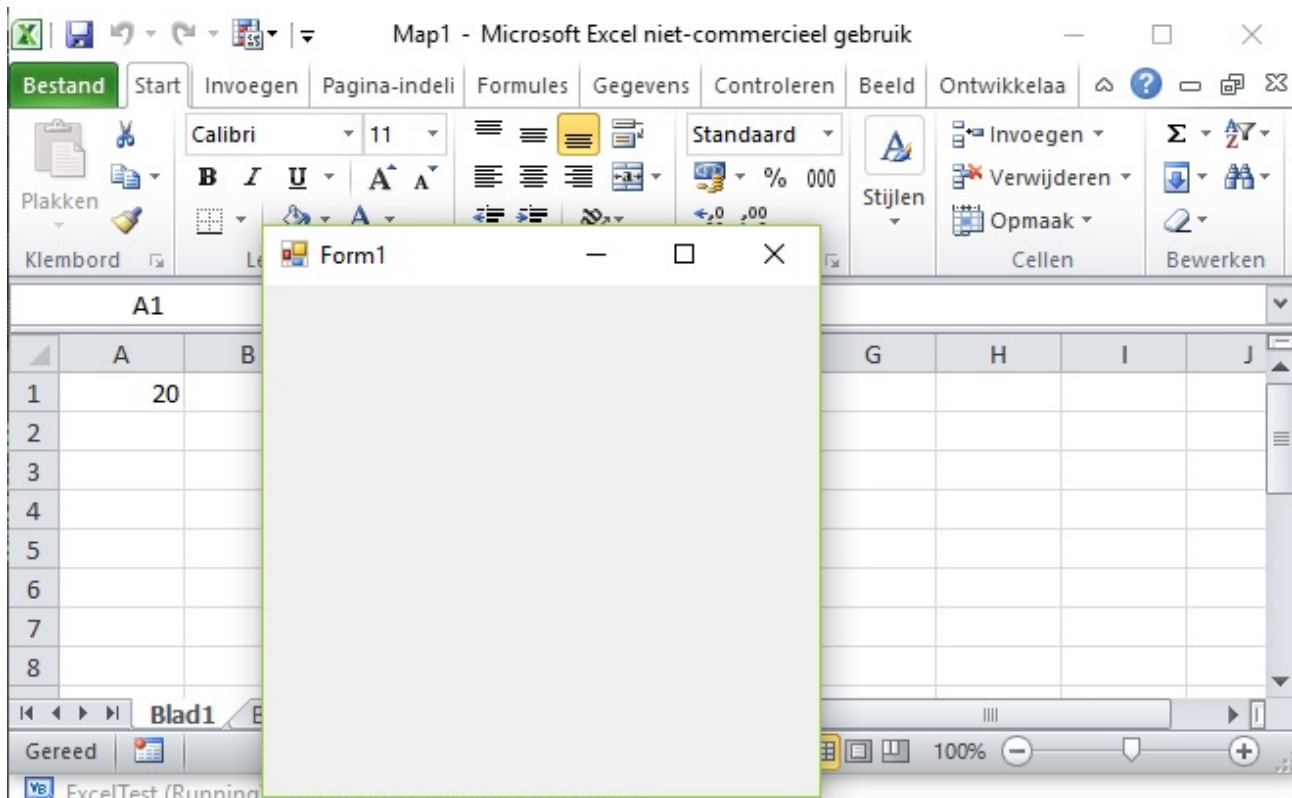 Map1 - Microsoft Excel niet-commercieel gebruik
Bestand Start Invoegen Pagina-indeli Formules Gegevens Controleren Beeld Ontwikkelaa
Calibri 11 Standaard Invoegen Σ
Plakken B I U A A % 000 Stijlen Verwijderen
A Opmaak
Klembord Cellen Bewerken
Form1
A1
A B G H I J
1 20
2
3
4
5
6
7
8
Blad1
Gereed 100%
ExcelTest (Running